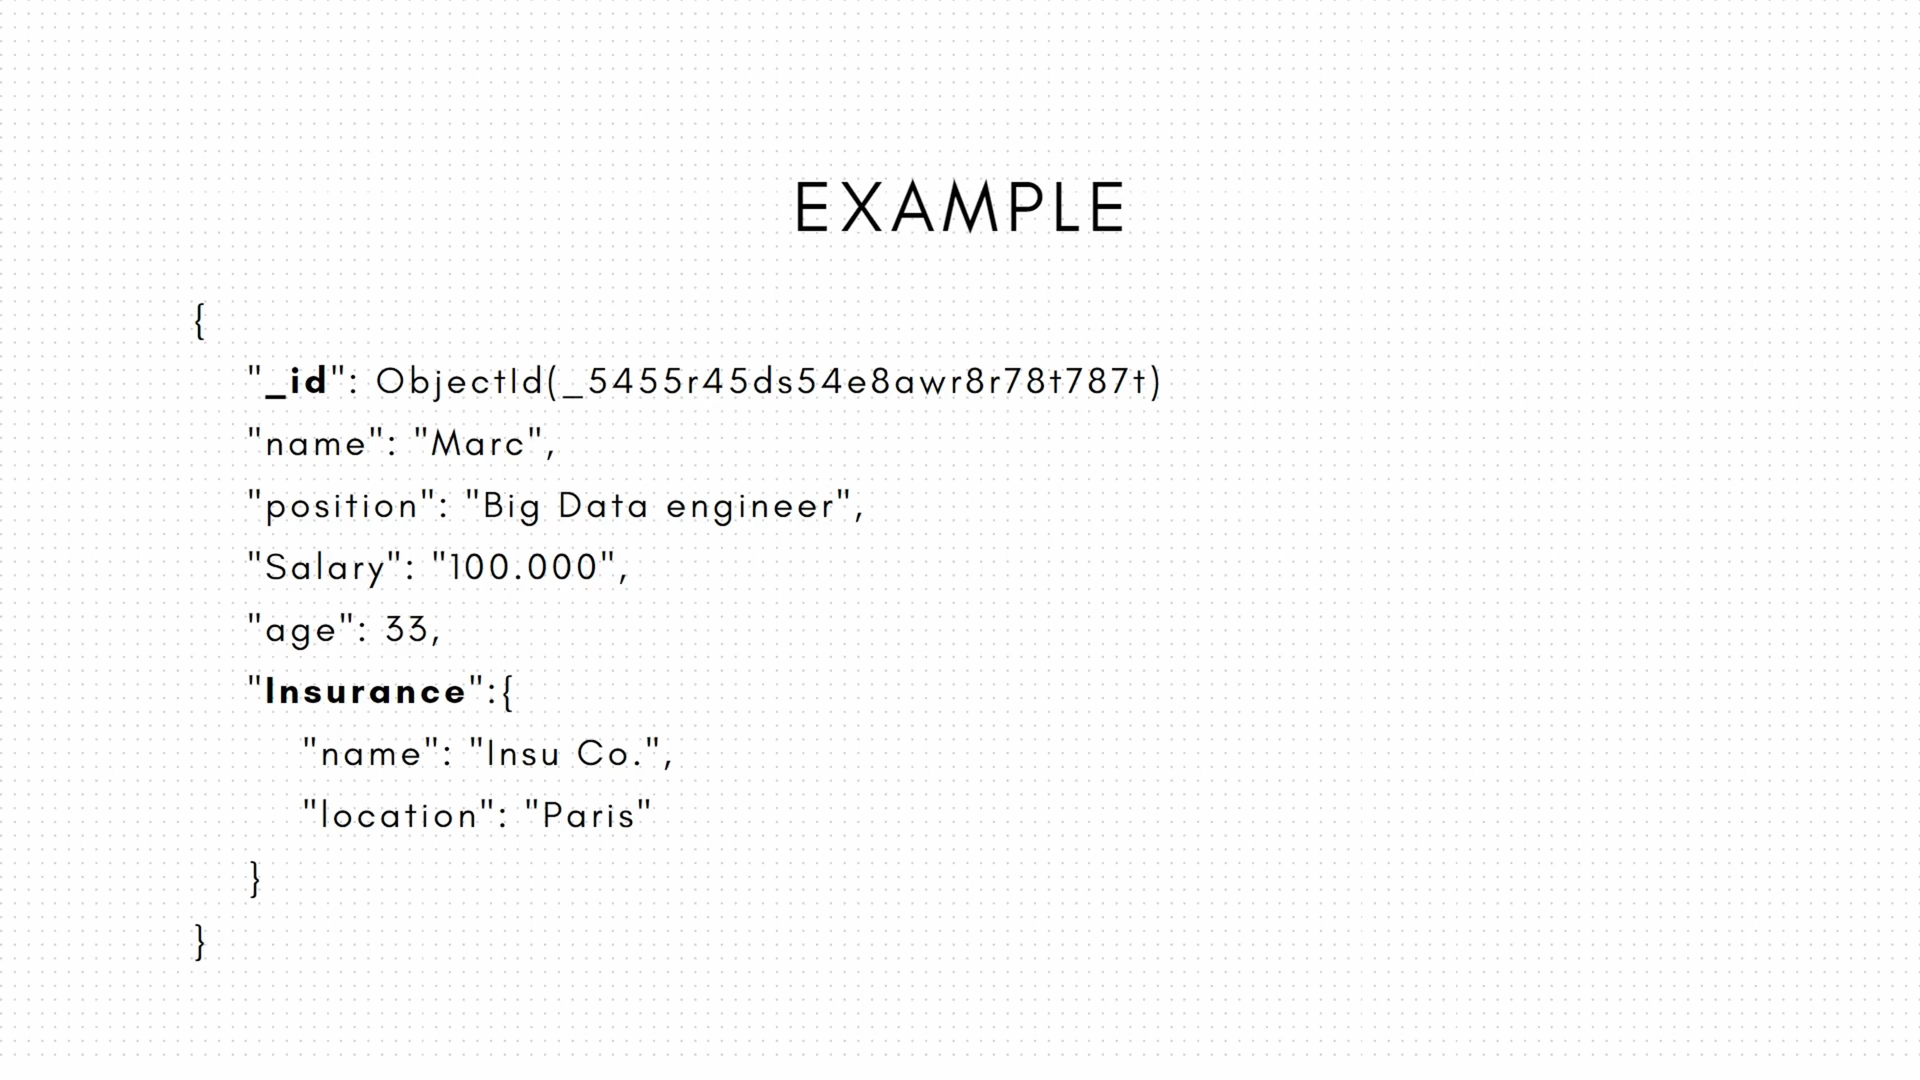 EXAMPLE
{
"_id": ObjectId(_5455r45ds54e8awr8r78t787t)
"name": "Marc",
"position": "Big Data engineer",
"Salary": "100.000",
"age": 33,
"Insurance":{
"name": "Insu Co.",
"location": "Paris"
}
}